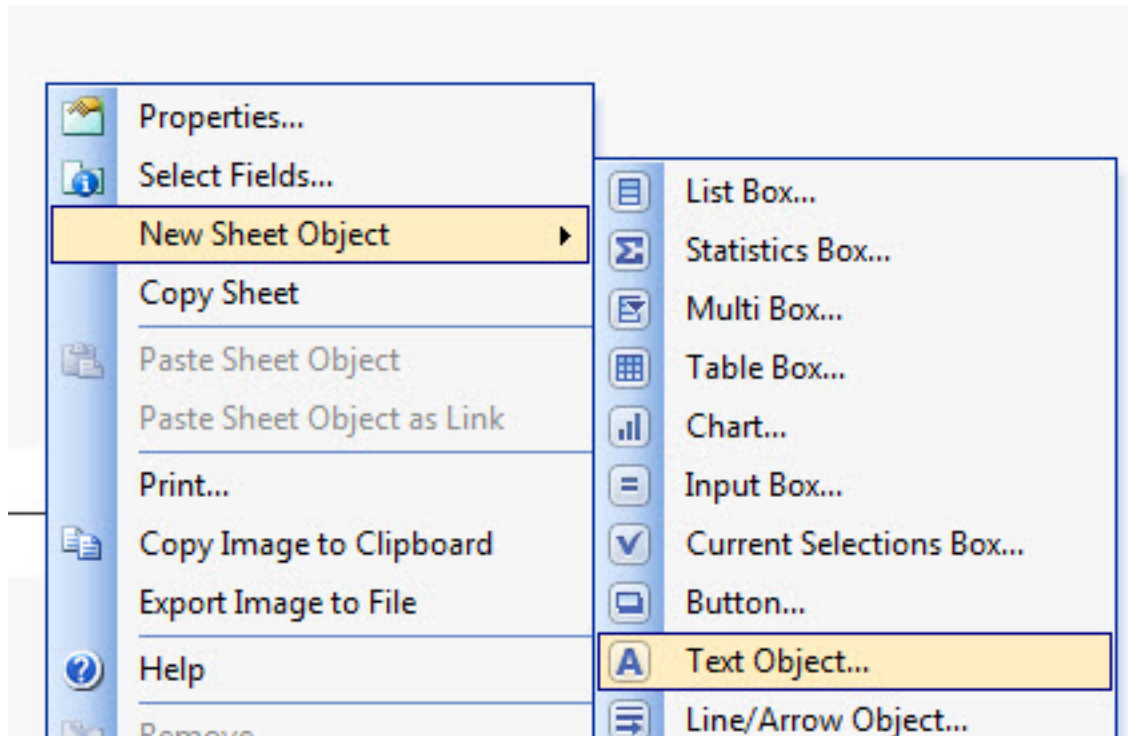 Properties...
Select Fields...
New Sheet Object
Copy Sheet
Paste Sheet Object
Paste Sheet Object as Link
Print...
Copy Image to Clipboard
Export Image to File
Help
Remove
List Box...
Statistics Box...
Multi Box...
Table Box...
Chart...
Input Box...
Current Selections Box...
Button...
Text Object...
Line/Arrow Object...